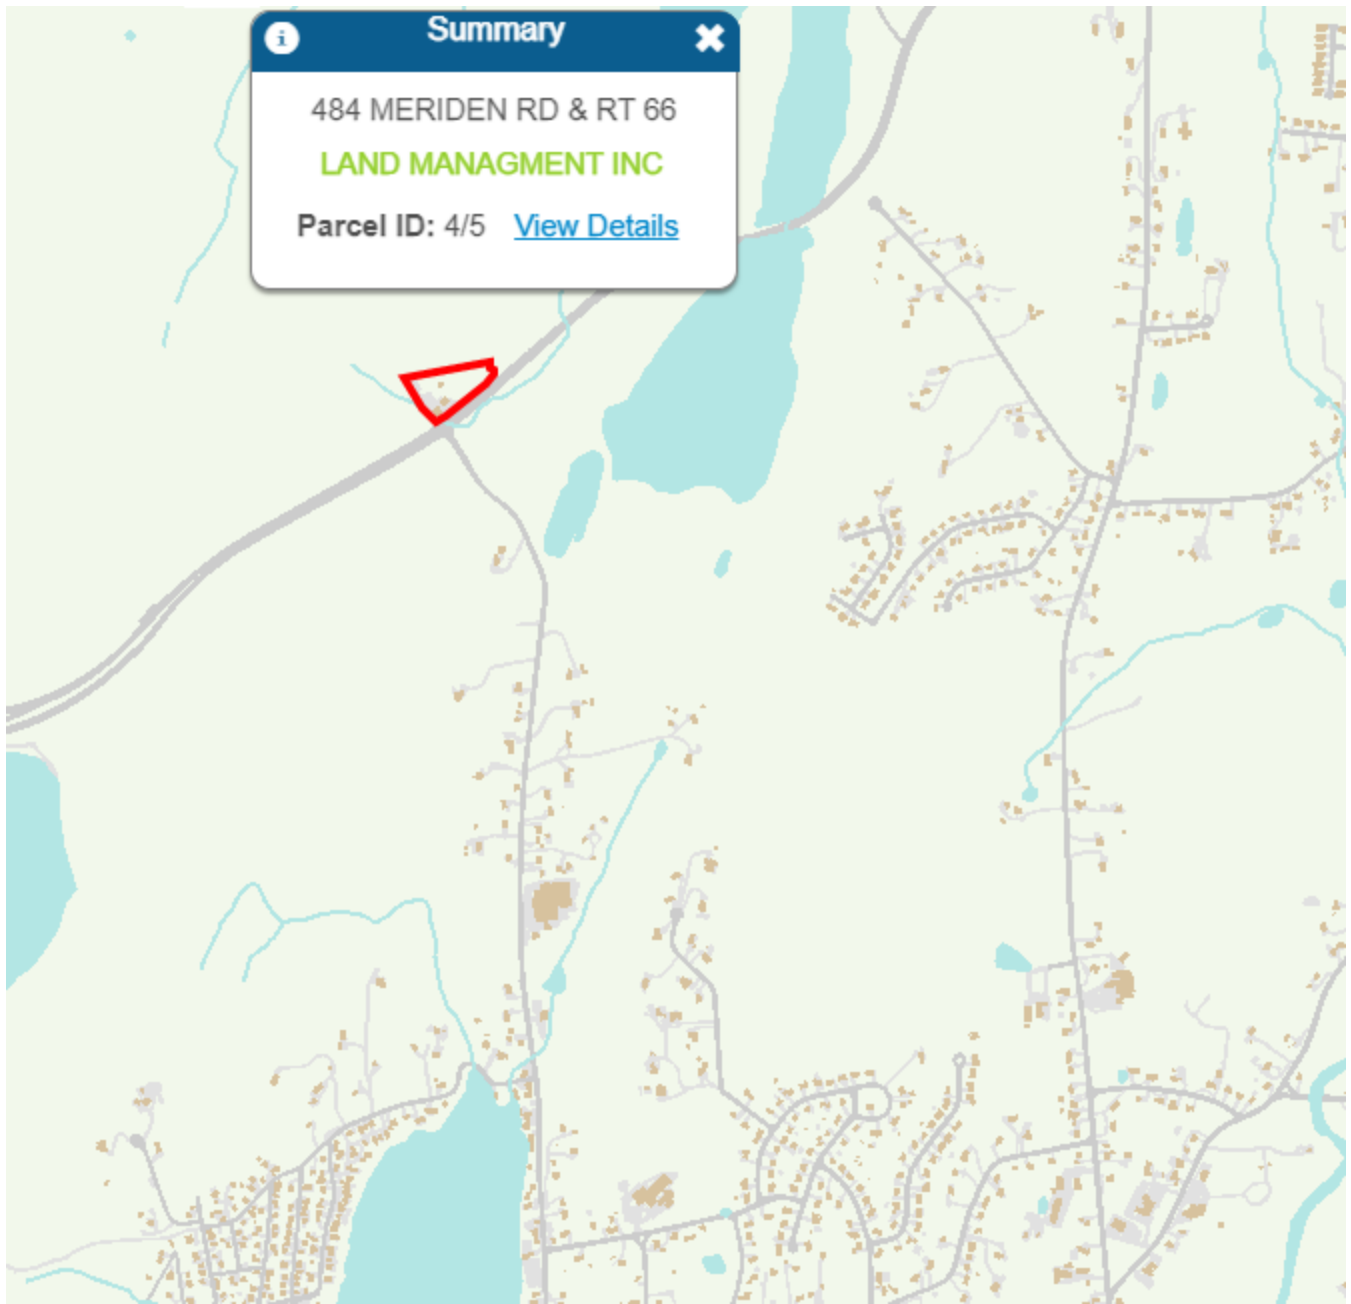 Summary
484 MERIDEN RD & RT 66
LAND MANAGMENT INC
Parcel ID: 4/5 View Details